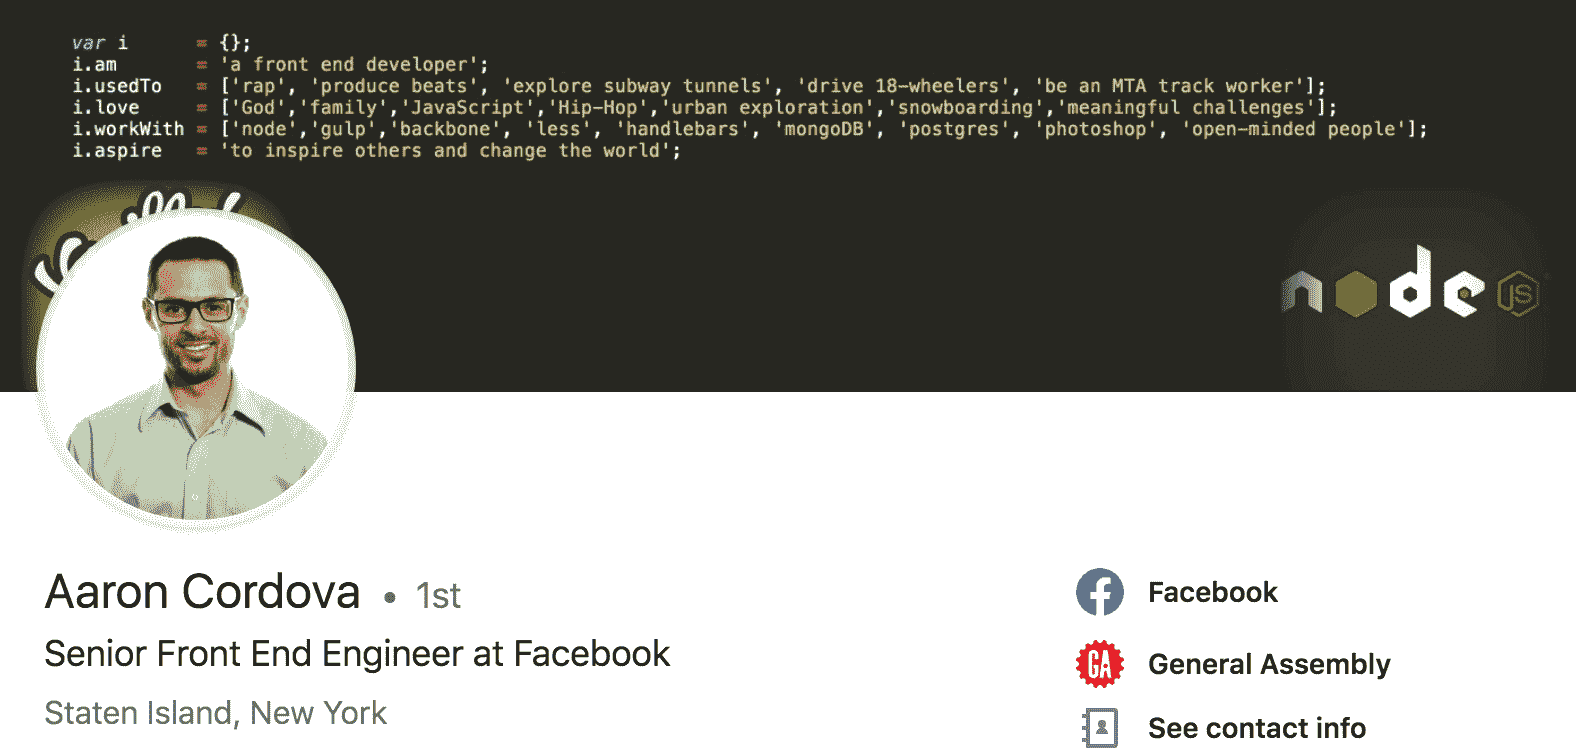 var i = {};
i.am = 'a front end developer';
i.usedTo = ['rap', 'produce beats', 'explore subway tunnels', 'drive 18-wheelers', 'be an MTA track worker'];
i.love = ['God','family','JavaScript','Hip-Hop','urban exploration','snowboarding','meaningful challenges'];
i.workWith = ['node','gulp','backbone', 'less', 'handlebars', 'mongoDB', 'postgres', 'photoshop', 'open-minded people'];
i.aspire = 'to inspire others and change the world';
node JS
Aaron Cordova • 1st
Senior Front End Engineer at Facebook
Staten Island, New York
Facebook
GA General Assembly
See contact info